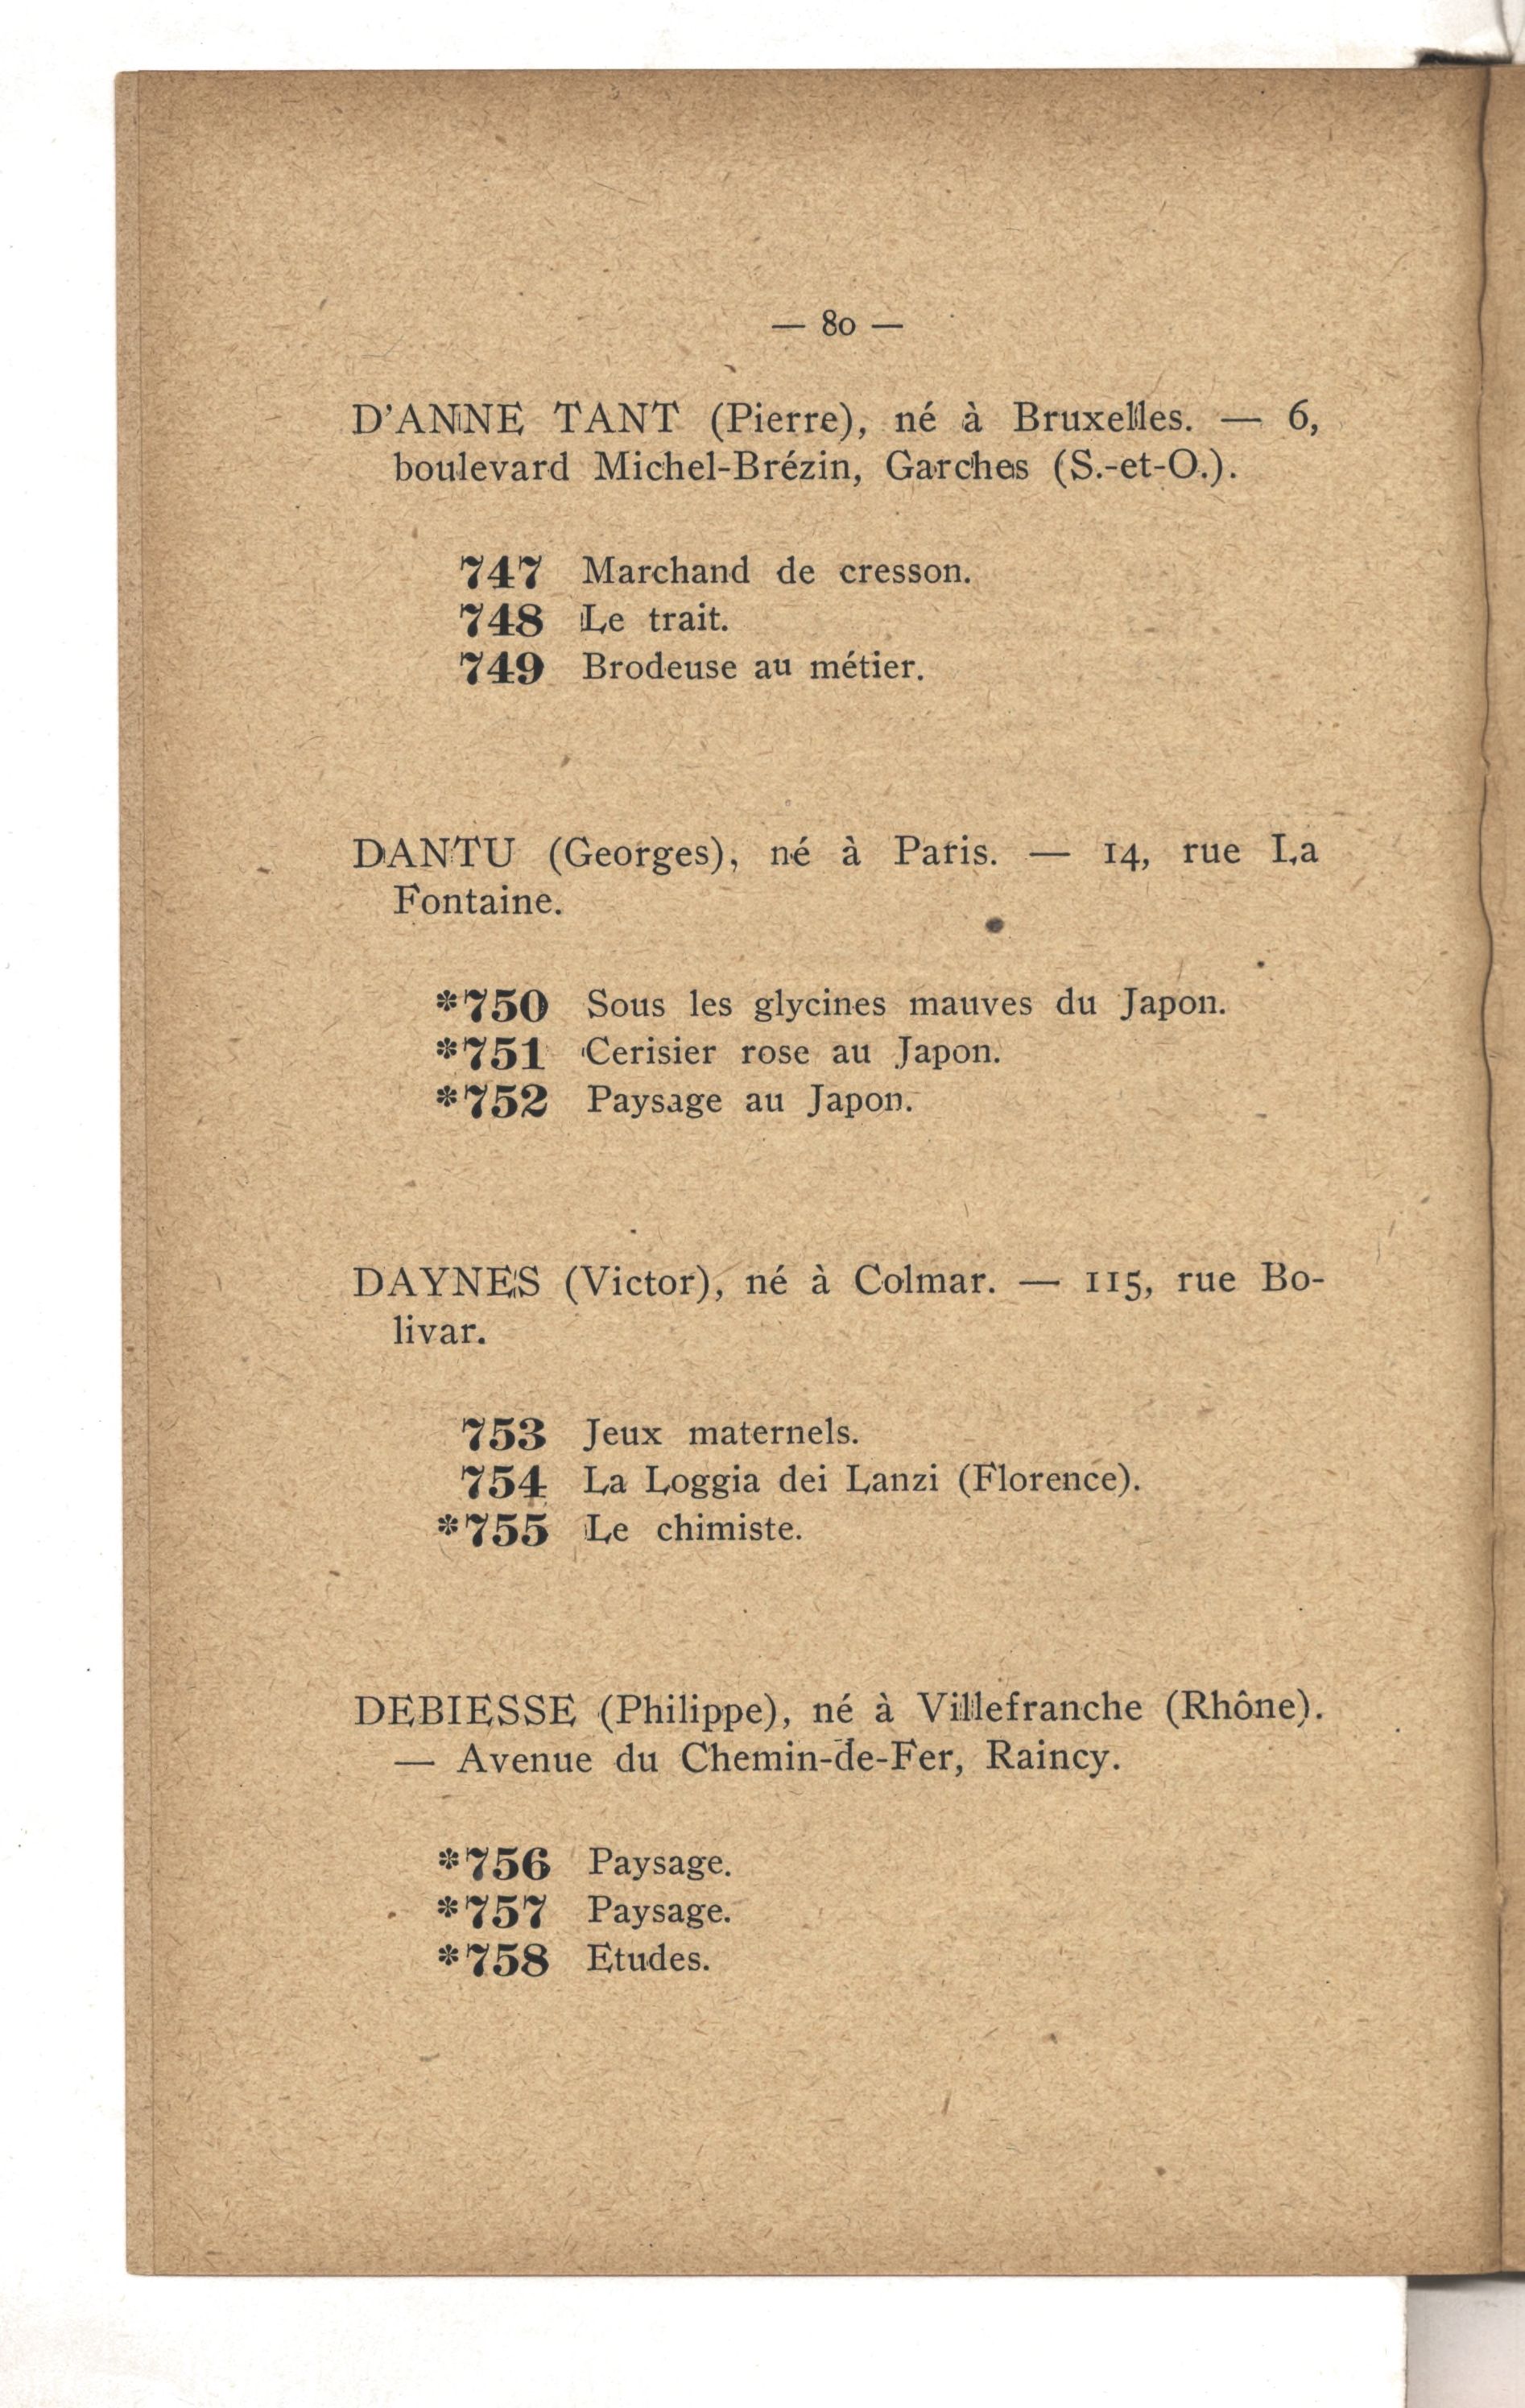 — 80 —
D'ANNE TANT (Pierre), né à Bruxelles. — 6,
boulevard Michel-Brézin, Garches (S.-et-O.).
747 Marchand de cresson.
748 Le trait.
749 Brodeuse au métier.
DANTU (Georges), né à Paris. — 14, rue La
Fontaine.
*750 Sous les glycines mauves du Japon.
*751 Cerisier rose au Japon.
*752 Paysage au Japon.
DAYNES (Victor), né à Colmar. — 115, rue Bo-
livar.
753 Jeux maternels.
754 La Loggia dei Lanzi (Florence).
*755 Le chimiste.
DEBIESSE (Philippe), né à Villefranche (Rhône).
— Avenue du Chemin-de-Fer, Raincy.
*756 Paysage.
*757 Paysage.
*758 Etudes.